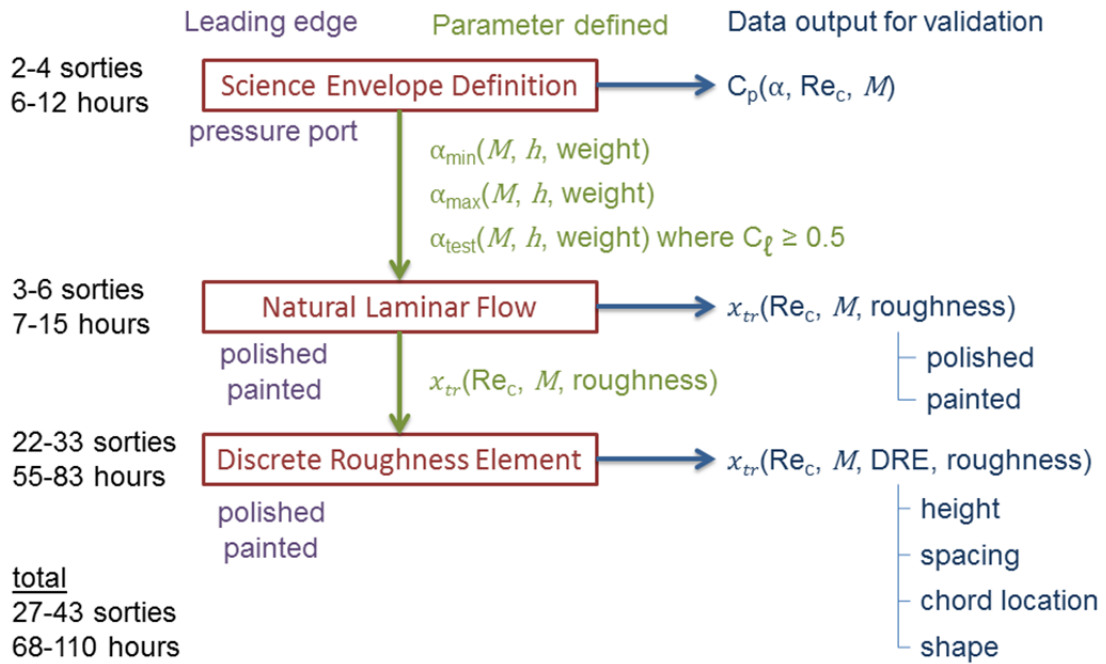 Leading edge
Parameter defined
Data output for validation
2-4 sorties
6-12 hours
Science Envelope Definition
Cp(α, Rec, M)
pressure port
αmin(M, h, weight)
αmax(M, h, weight)
αtest(M, h, weight) where Cℓ ≥ 0.5
3-6 sorties
7-15 hours
Natural Laminar Flow
xtr(Rec, M, roughness)
polished
painted
xtr(Rec, M, roughness)
polished
painted
22-33 sorties
55-83 hours
Discrete Roughness Element
xtr(Rec, M, DRE, roughness)
polished
painted
height
spacing
chord location
shape
total
27-43 sorties
68-110 hours